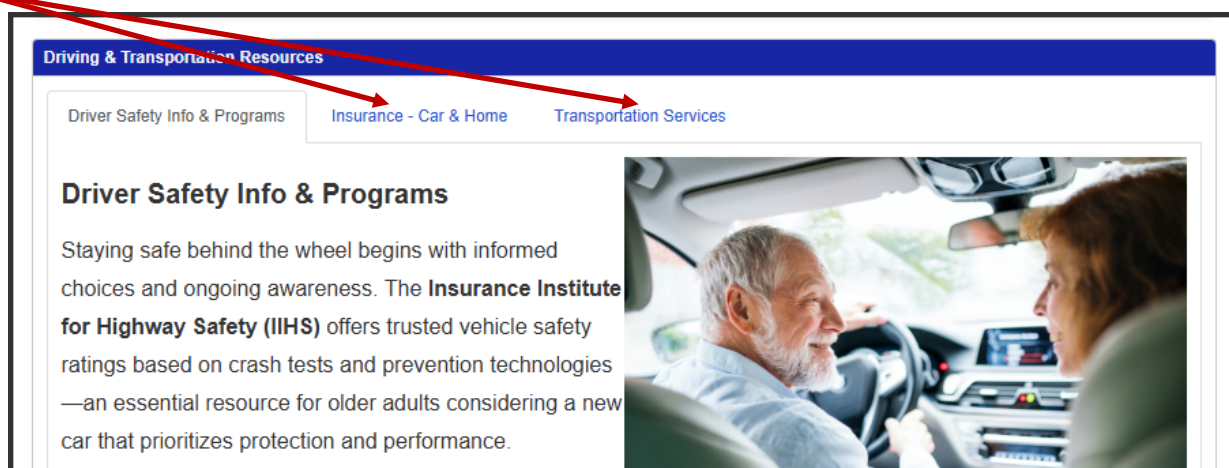 Driving & Transportation Resources
Driver Safety Info & Programs
Insurance - Car & Home
Transportation Services
Driver Safety Info & Programs
Staying safe behind the wheel begins with informed
choices and ongoing awareness. The Insurance Institute
for Highway Safety (IIHS) offers trusted vehicle safety
ratings based on crash tests and prevention technologies
—an essential resource for older adults considering a new
car that prioritizes protection and performance.